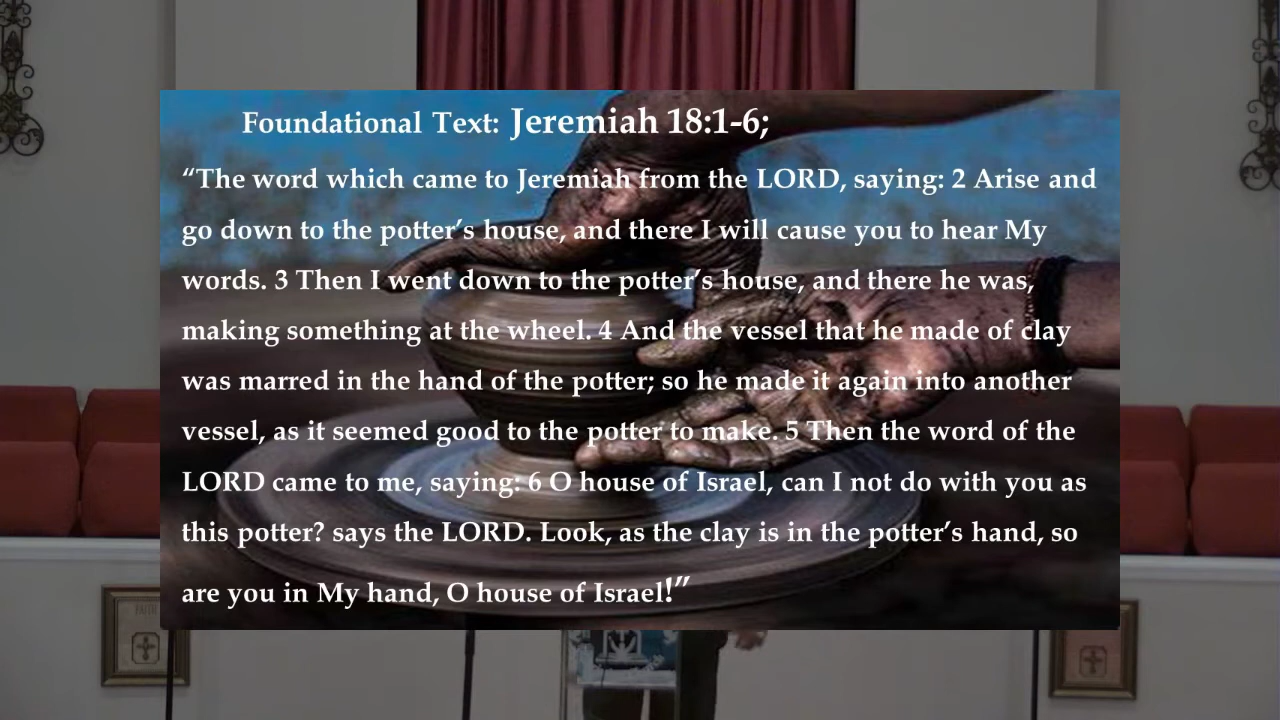 Foundational Text: Jeremiah 18:1-6;
“The word which came to Jeremiah from the LORD, saying: 2 Arise and
go down to the potter’s house, and there I will cause you to hear My
words. 3 Then I went down to the potter’s house, and there he was,
making something at the wheel. 4 And the vessel that he made of clay
was marred in the hand of the potter; so he made it again into another
vessel, as it seemed good to the potter to make. 5 Then the word of the
LORD came to me, saying: 6 O house of Israel, can I not do with you as
this potter? says the LORD. Look, as the clay is in the potter’s hand, so
are you in My hand, O house of Israel!”
FAITH